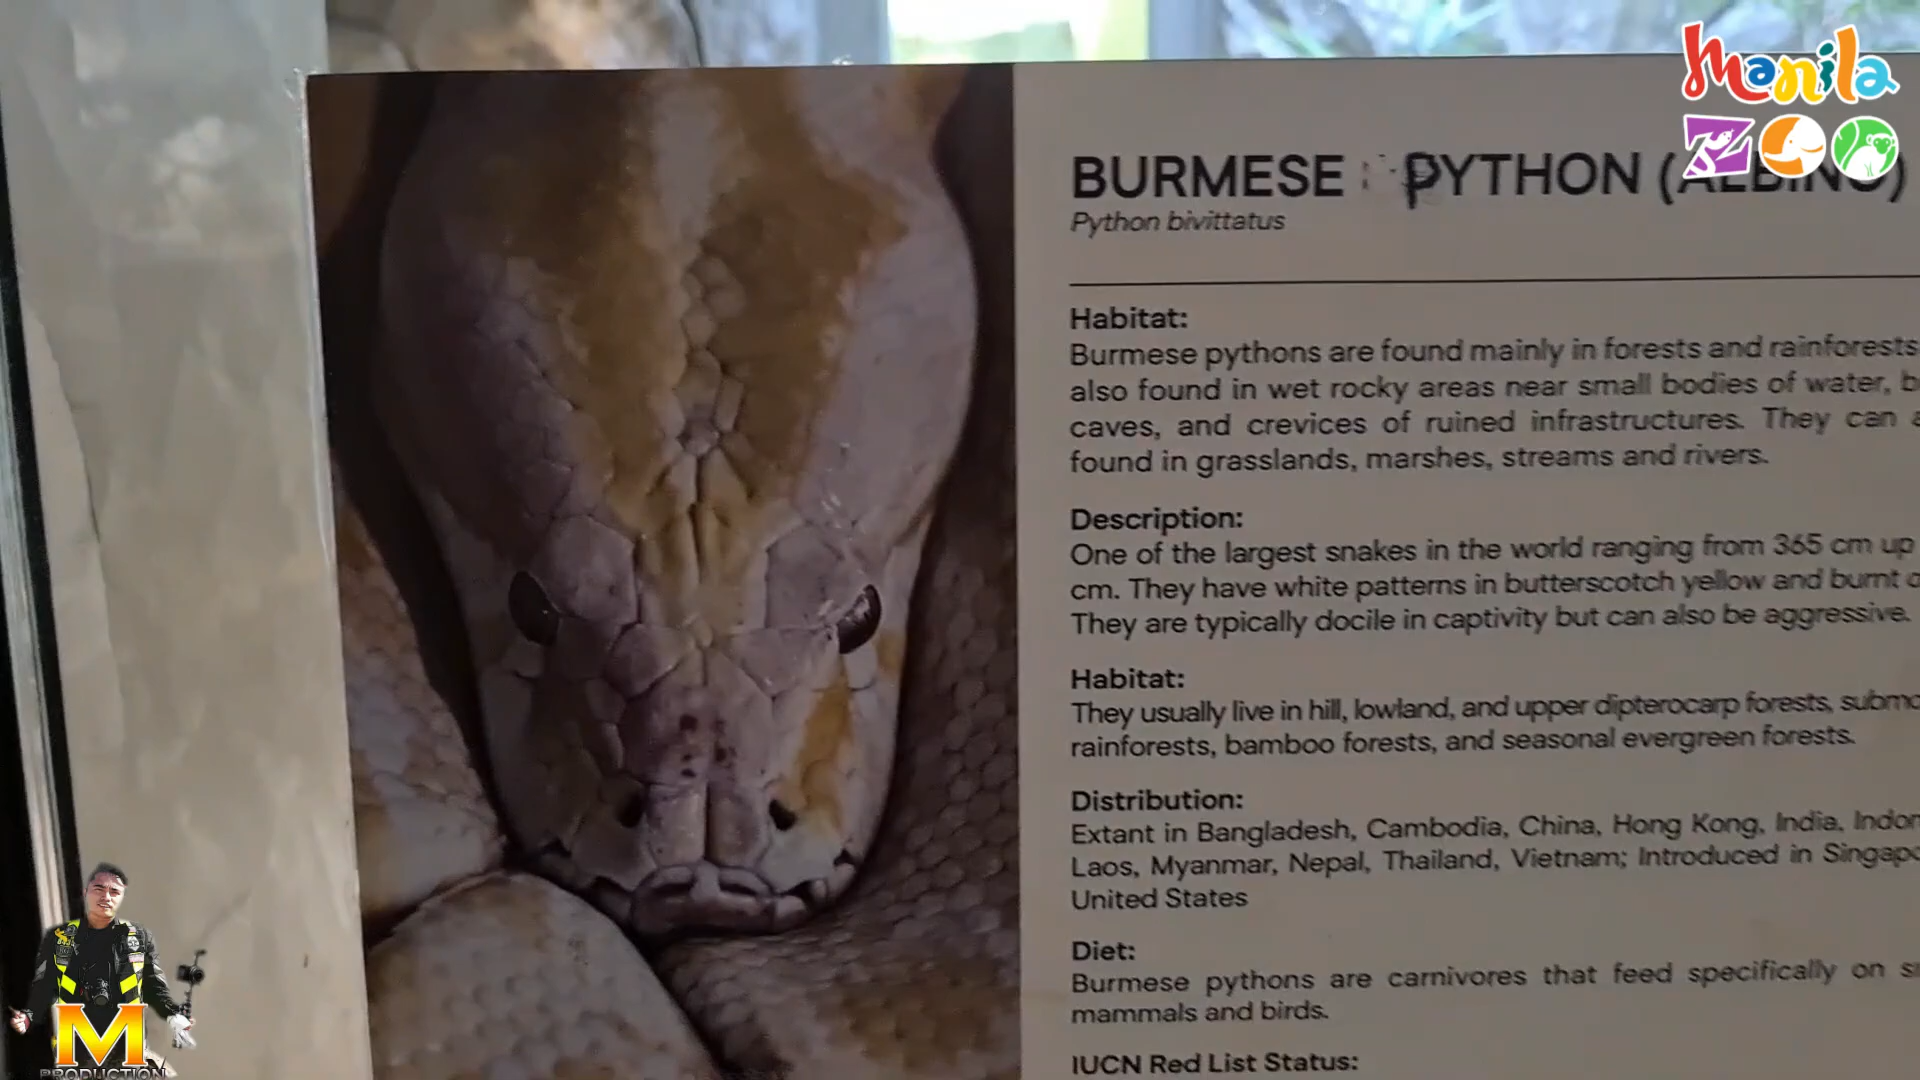 Manila
ZOO
BURMESE PYTHON (ALBINO)
Python bivittatus
Habitat:
Burmese pythons are found mainly in forests and rainforests
also found in wet rocky areas near small bodies of water,
caves, and crevices of ruined infrastructures. They can
found in grasslands, marshes, streams and rivers.
Description:
One of the largest snakes in the world ranging from 365 cm up
cm. They have white patterns in butterscotch yellow and burnt
They are typically docile in captivity but can also be aggressive.
Habitat:
They usually live in hill, lowland, and upper dipterocarp forests,
rainforests, bamboo forests, and seasonal evergreen forests.
Distribution:
Extant in Bangladesh, Cambodia, China, Hong Kong, India,
Laos, Myanmar, Nepal, Thailand, Vietnam; Introduced in
United States
Diet:
Burmese pythons are carnivores that feed specifically on
mammals and birds.
IUCN Red List Status:
M
PRODUCTION